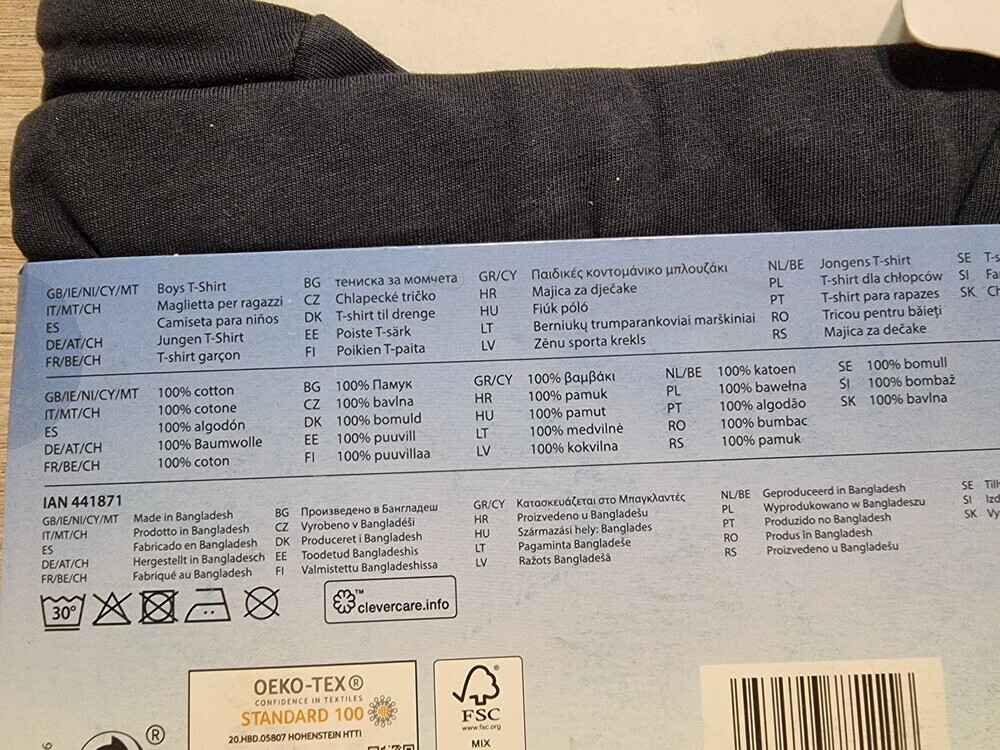 GB/IE/NI/CY/MT Boys T-Shirt BG тениска за момчета GR/CY Παιδικές κοντομάνικο μπλουζάκι NL/BE Jongens T-shirt SE
IT/MT/CH Maglietta per ragazzi CZ Chlapecké tričko HR Majica za dječake PL T-shirt dla chłopców SI
ES Camiseta para niños DK T-shirt til drenge HU Fiúk póló PT T-shirt para rapazes SK
DE/AT/CH Jungen T-Shirt EE Poiste T-särk LT Berniukų trumparankoviai marškiniai RO Tricou pentru băieți
FR/BE/CH T-shirt garçon FI Poikien T-paita LV Zēnu sporta krekls RS Majica za dečake
GB/IE/NI/CY/MT 100% cotton BG 100% Памук GR/CY 100% βαμβάκι NL/BE 100% katoen SE 100% bomull
IT/MT/CH 100% cotone CZ 100% bavlna HR 100% pamuk PL 100% bawełna SI 100% bombaž
ES 100% algodón DK 100% bomuld HU 100% pamut PT 100% algodão SK 100% bavlna
DE/AT/CH 100% Baumwolle EE 100% puuvill LT 100% medvilnė RO 100% bumbac
FR/BE/CH 100% coton FI 100% puuvillaa LV 100% kokvilna RS 100% pamuk
IAN 441871
GB/IE/NI/CY/MT Made in Bangladesh BG Произведено в Бангладеш GR/CY Κατασκευάζεται στο Μπαγκλαντές NL/BE Geproduceerd in Bangladesh SE
IT/MT/CH Prodotto in Bangladesh CZ Vyrobeno v Bangladéši HR Proizvedeno u Bangladešu PL Wyprodukowano w Bangladeszu SI
ES Fabricado en Bangladesh DK Produceret i Bangladesh HU Származási hely: Banglades PT Produzido no Bangladesh SK
DE/AT/CH Hergestellt in Bangladesch EE Toodetud Bangladeshis LT Pagaminta Bangladeše RO Produs în Bangladesh
FR/BE/CH Fabriqué au Bangladesh FI Valmistettu Bangladeshissa LV Ražots Bangladešā RS Proizvedeno u Bangladešu
30°
™ clevercare.info
OEKO-TEX®
CONFIDENCE IN TEXTILES
STANDARD 100
20.HBD.05807 HOHENSTEIN HTTI
®
FSC
www.fsc.org
MIX